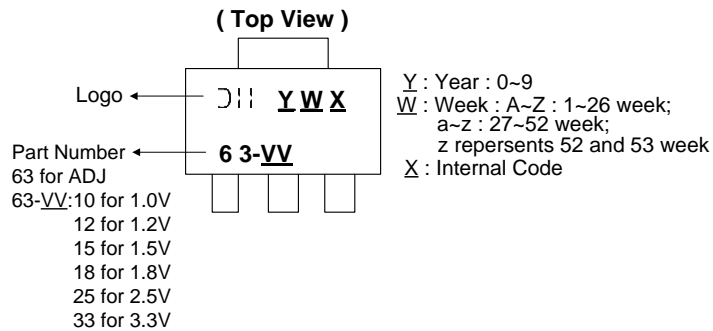 ( Top View )
Logo
Y W X
Part Number
6 3-VV
63 for ADJ
63-VV:10 for 1.0V
12 for 1.2V
15 for 1.5V
18 for 1.8V
25 for 2.5V
33 for 3.3V
Y : Year : 0~9
W : Week : A~Z : 1~26 week;
a~z : 27~52 week;
z repersents 52 and 53 week
X : Internal Code